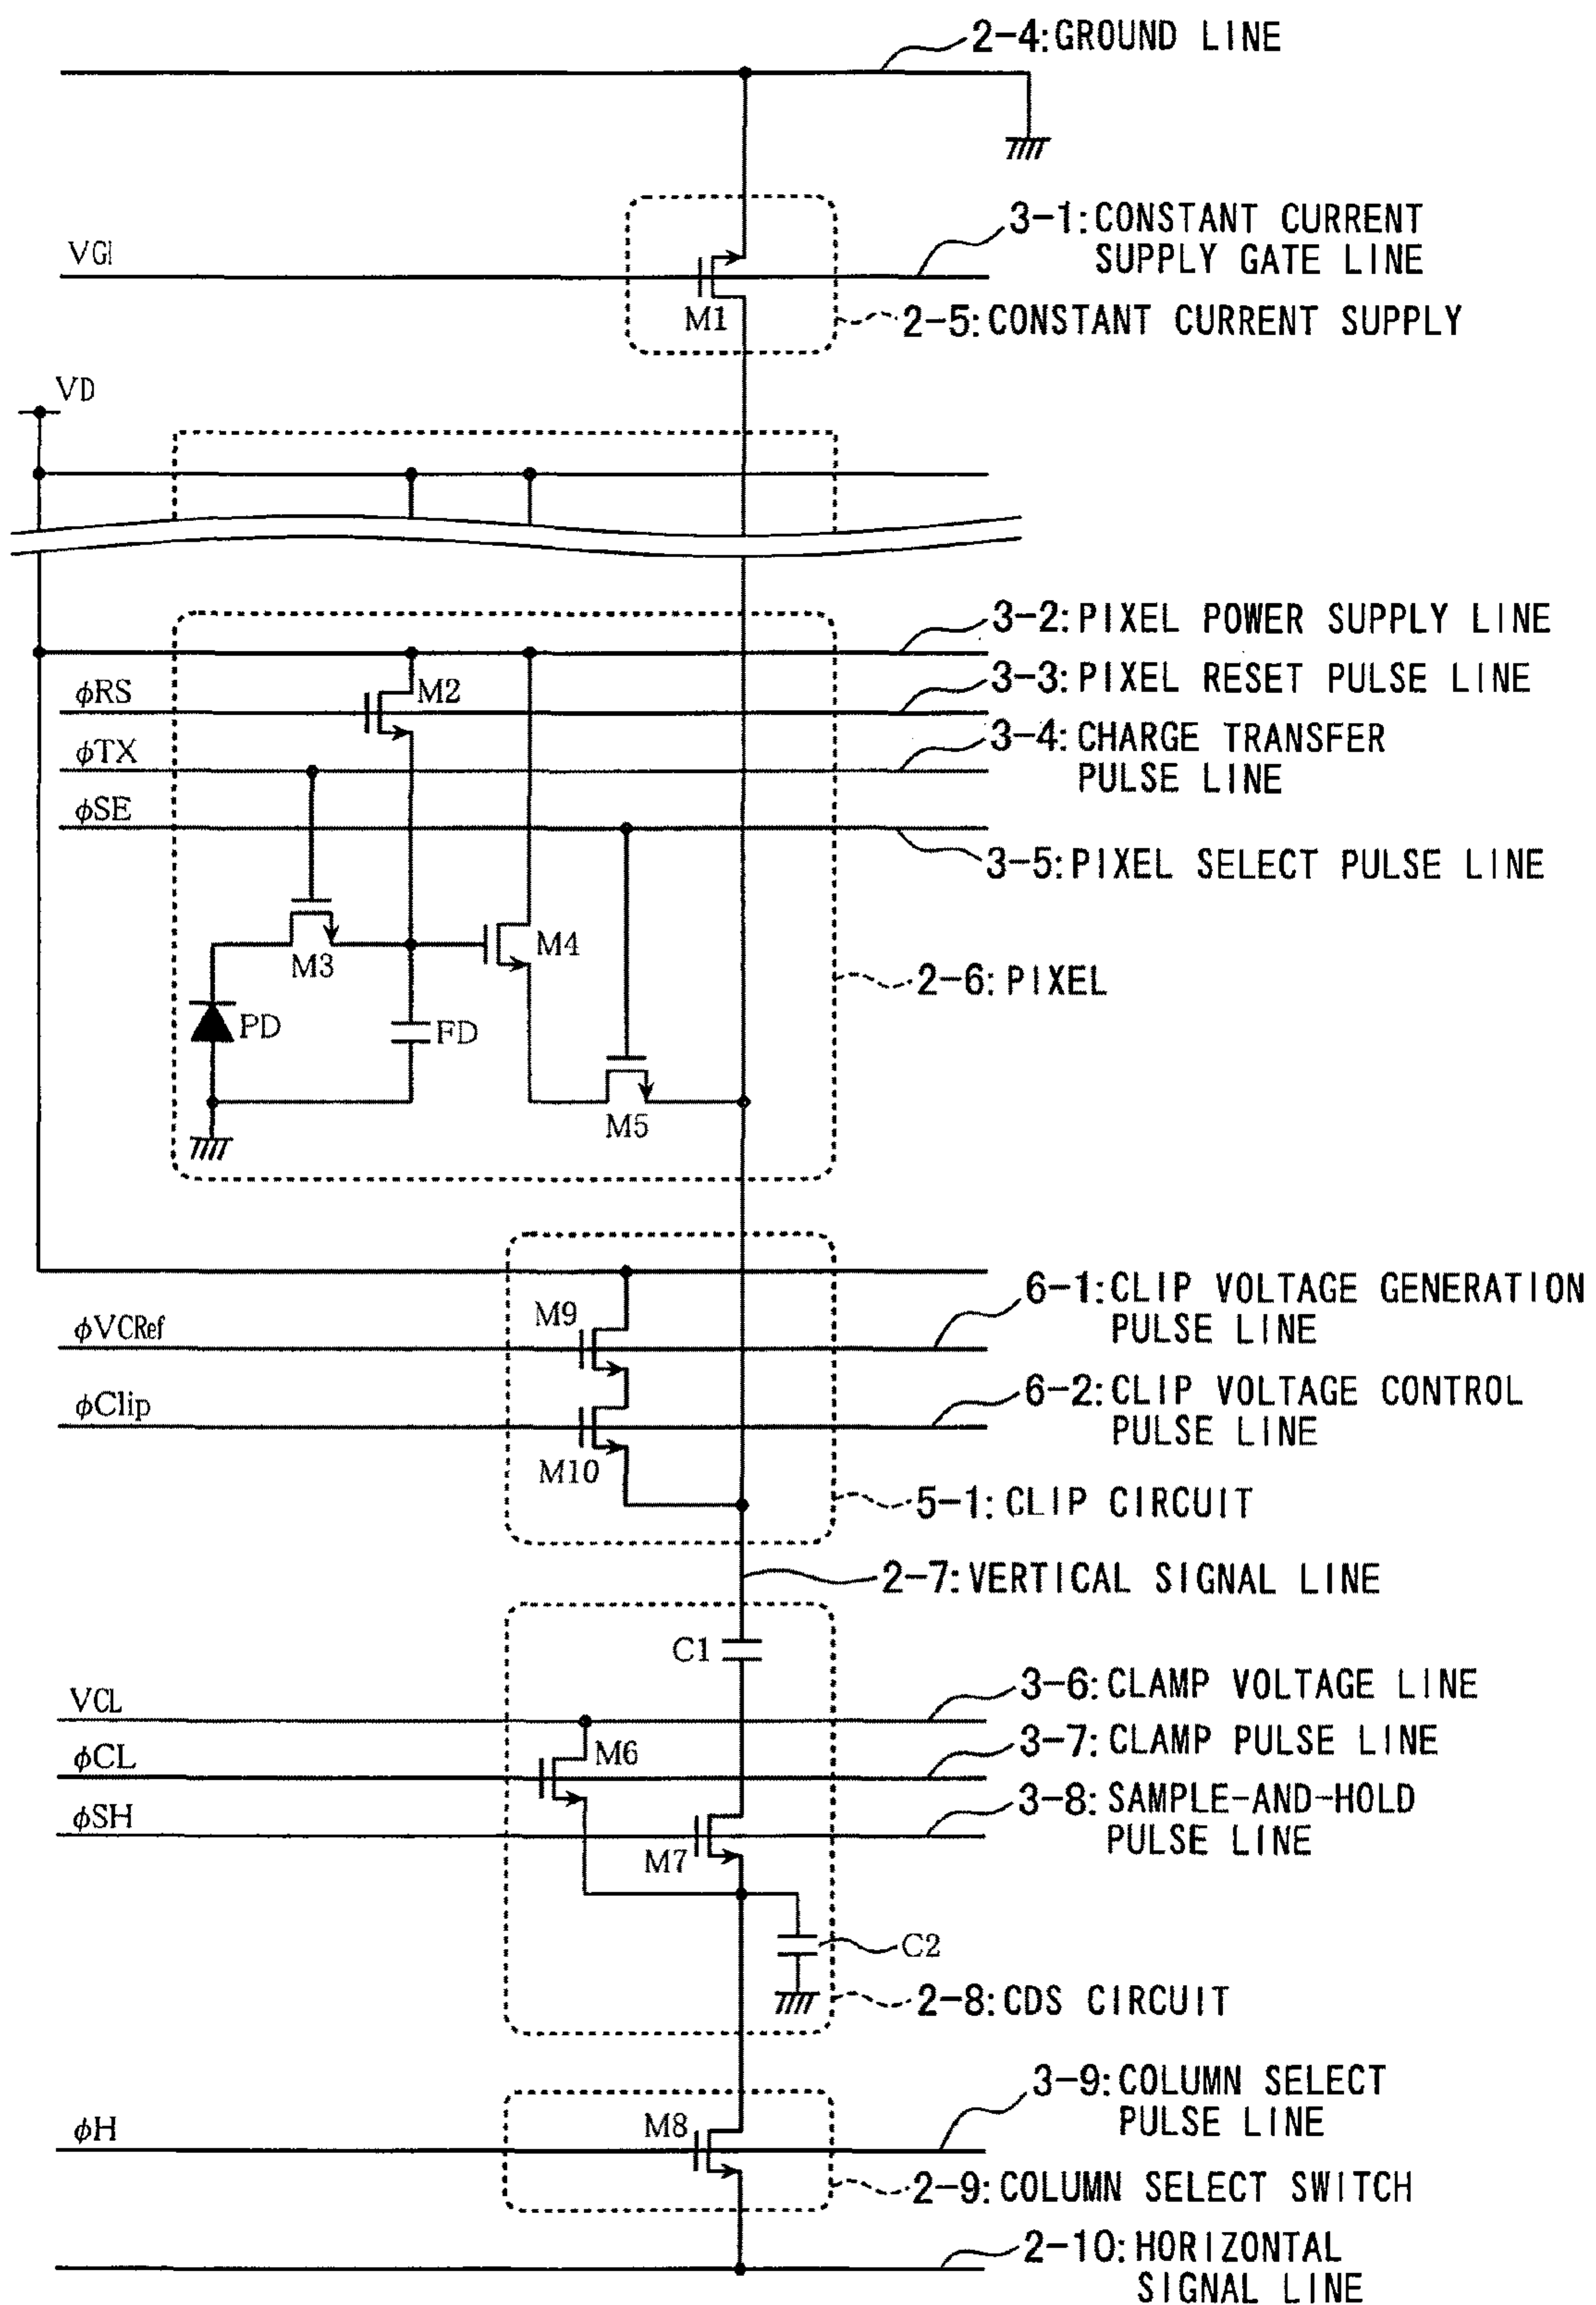 2-4:GROUND LINE
3-1:CONSTANT CURRENT
SUPPLY GATE LINE
VGI
M1
2-5:CONSTANT CURRENT SUPPLY
VD
3-2:PIXEL POWER SUPPLY LINE
M2
3-3:PIXEL RESET PULSE LINE
ϕRS
3-4:CHARGE TRANSFER
PULSE LINE
ϕTX
ϕSE
3-5:PIXEL SELECT PULSE LINE
M3
M4
2-6:PIXEL
PD
FD
M5
6-1:CLIP VOLTAGE GENERATION
PULSE LINE
M9
ϕVCRef
6-2:CLIP VOLTAGE CONTROL
PULSE LINE
ϕClip
M10
5-1:CLIP CIRCUIT
2-7:VERTICAL SIGNAL LINE
C1
3-6:CLAMP VOLTAGE LINE
VCL
3-7:CLAMP PULSE LINE
M6
ϕCL
3-8:SAMPLE-AND-HOLD
PULSE LINE
ϕSH
M7
C2
2-8:CDS CIRCUIT
3-9:COLUMN SELECT
PULSE LINE
ϕH
M8
2-9:COLUMN SELECT SWITCH
2-10:HORIZONTAL
SIGNAL LINE